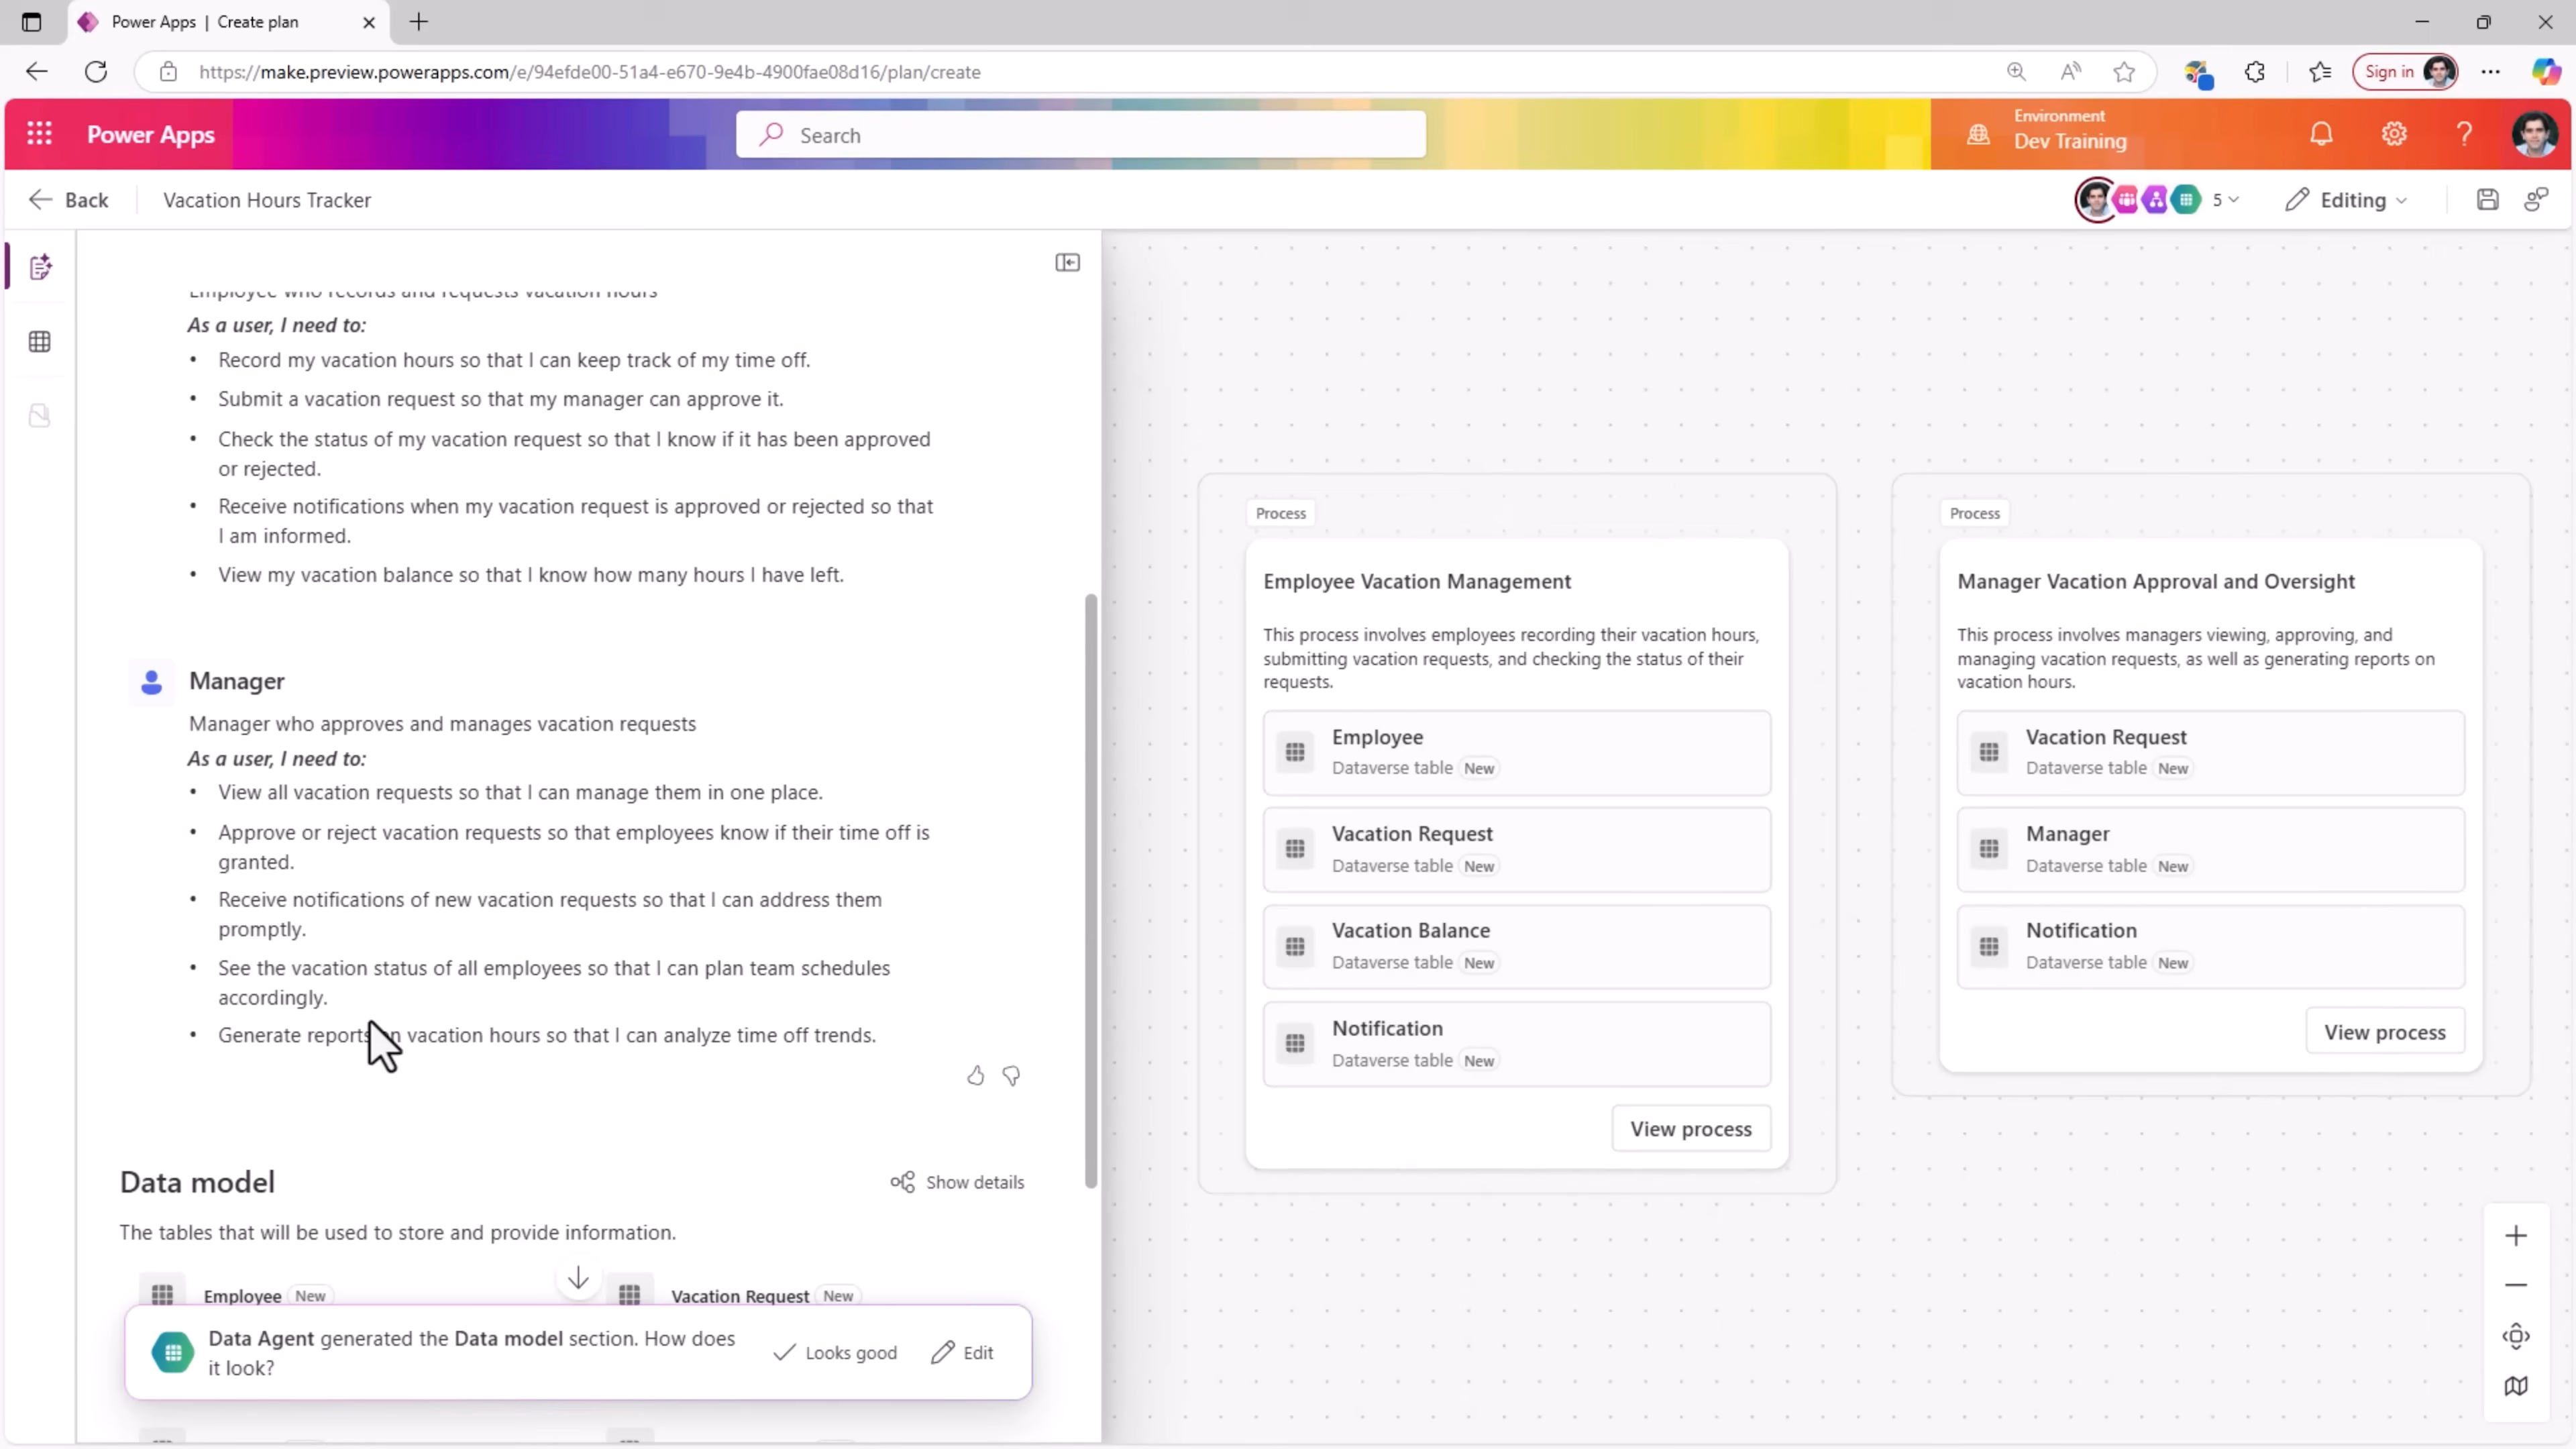 Power Apps | Create plan
https://make.preview.powerapps.com/e/94efde00-51a4-e670-9e4b-4900fae08d16/plan/create
Sign in
Power Apps
Search
Environment
Dev Training
Back
Vacation Hours Tracker
5
Editing
Employee who records and requests vacation hours
As a user, I need to:
• Record my vacation hours so that I can keep track of my time off.
• Submit a vacation request so that my manager can approve it.
• Check the status of my vacation request so that I know if it has been approved
or rejected.
• Receive notifications when my vacation request is approved or rejected so that
I am informed.
• View my vacation balance so that I know how many hours I have left.
Manager
Manager who approves and manages vacation requests
As a user, I need to:
• View all vacation requests so that I can manage them in one place.
• Approve or reject vacation requests so that employees know if their time off is
granted.
• Receive notifications of new vacation requests so that I can address them
promptly.
• See the vacation status of all employees so that I can plan team schedules
accordingly.
• Generate reports on vacation hours so that I can analyze time off trends.
Data model
Show details
The tables that will be used to store and provide information.
Employee New
Vacation Request New
Data Agent generated the Data model section. How does
it look?
Looks good
Edit
Process
Employee Vacation Management
This process involves employees recording their vacation hours,
submitting vacation requests, and checking the status of their
requests.
Employee
Dataverse table New
Vacation Request
Dataverse table New
Vacation Balance
Dataverse table New
Notification
Dataverse table New
View process
Process
Manager Vacation Approval and Oversight
This process involves managers viewing, approving, and
managing vacation requests, as well as generating reports on
vacation hours.
Vacation Request
Dataverse table New
Manager
Dataverse table New
Notification
Dataverse table New
View process